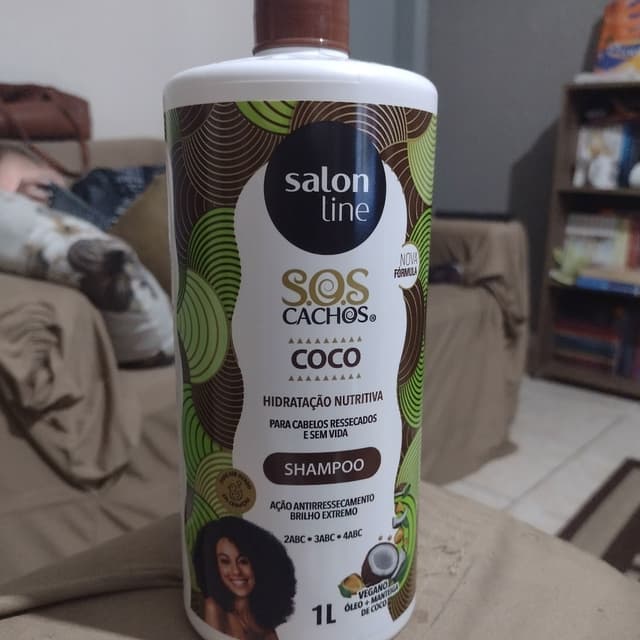 salon
line
NOVA
FÓRMULA
S.O.S
CACHOS®
COCO
HIDRATAÇÃO NUTRITIVA
PARA CABELOS RESSECADOS
E SEM VIDA
SHAMPOO
AÇÃO ANTIRRESSECAMENTO
BRILHO EXTREMO
2ABC • 3ABC • 4ABC
VEGANO
ÓLEO + MANTEIGA
DE COCO
1L